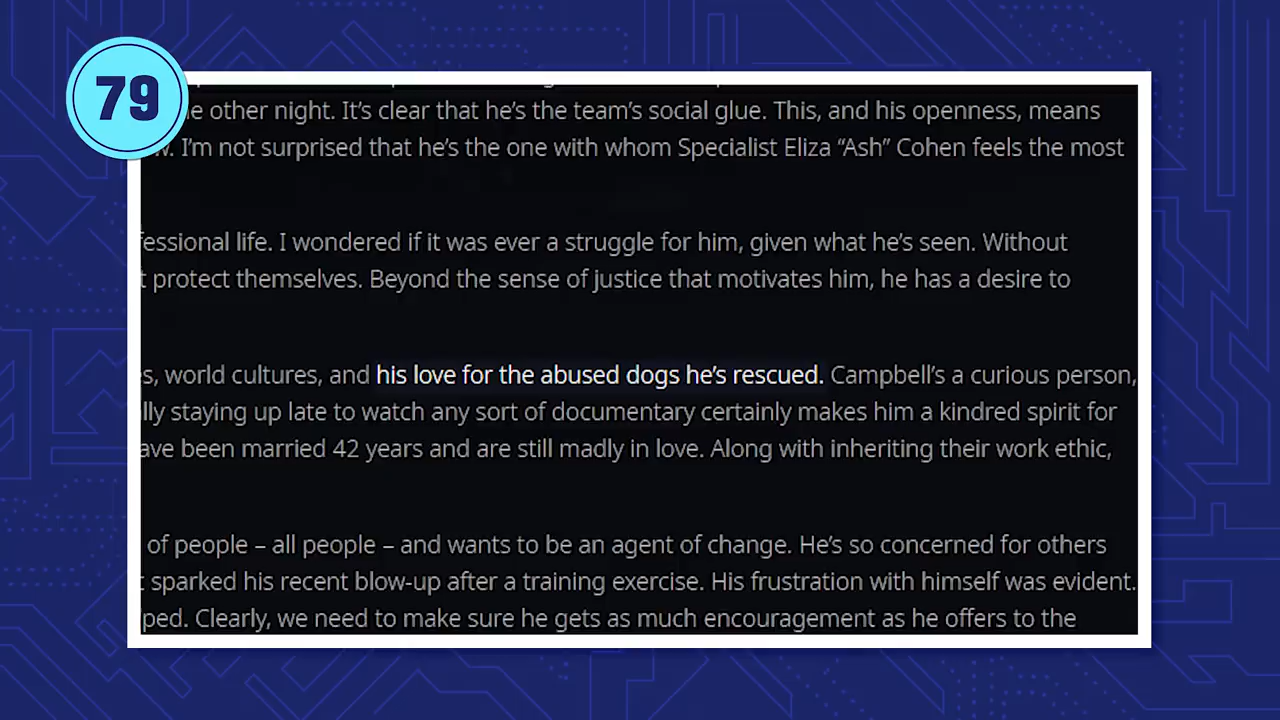 79
other night. It’s clear that he’s the team’s social glue. This, and his openness, means
I’m not surprised that he’s the one with whom Specialist Eliza “Ash” Cohen feels the most
life. I wondered if it was ever a struggle for him, given what he’s seen. Without
protect themselves. Beyond the sense of justice that motivates him, he has a desire to
world cultures, and his love for the abused dogs he’s rescued. Campbell’s a curious person,
staying up late to watch any sort of documentary certainly makes him a kindred spirit for
been married 42 years and are still madly in love. Along with inheriting their work ethic,
of people – all people – and wants to be an agent of change. He’s so concerned for others
sparked his recent blow-up after a training exercise. His frustration with himself was evident.
Clearly, we need to make sure he gets as much encouragement as he offers to the